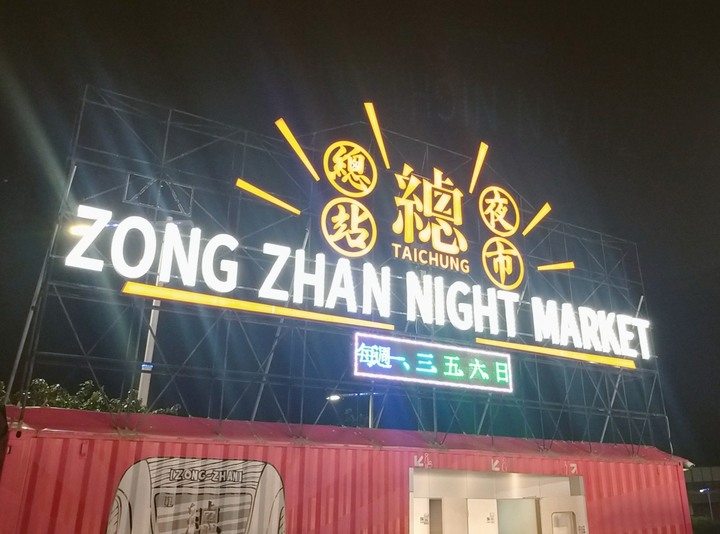 總站
總
夜市
TAICHUNG
ZONG ZHAN NIGHT MARKET
每週一、三五六日
ZONG-ZHAN
總